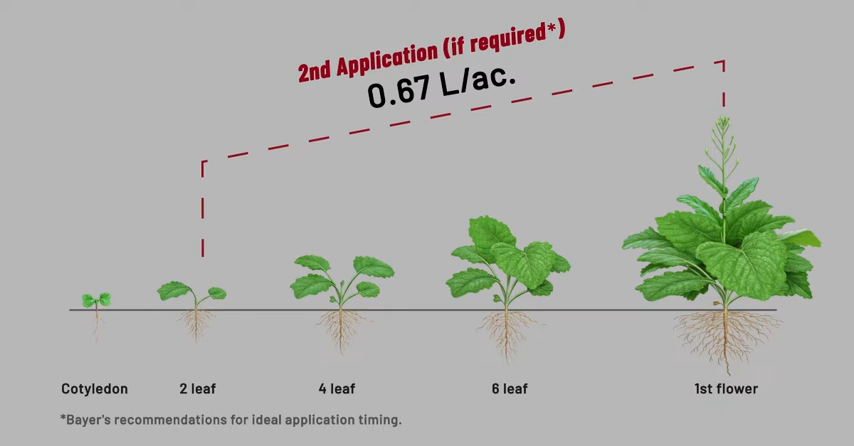 2nd Application (if required*)
0.67 L/ac.
Cotyledon 2 leaf 4 leaf 6 leaf 1st flower
*Bayer's recommendations for ideal application timing.